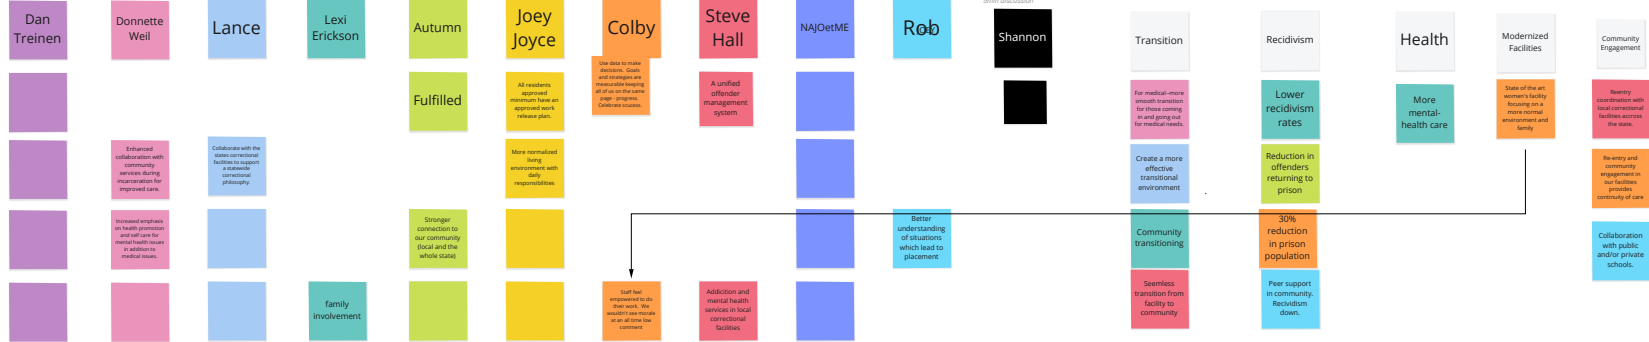 5min discussion
Dan
Treinen
Donnette
Weil
Lance
Lexi
Erickson
Autumn
Joey
Joyce
Colby
Steve
Hall
NAJOetME
Rob
Shannon
Transition
Recidivism
Health
Modernized
Facilities
Community
Engagement
Fulfilled
All residents
approved
minimum have an
approved work
release plan.
Use data to make
decisions. Goals
and strategies are
measurable keeping
all of us on the same
page - progress.
Celebrate success.
A unified
offender
management
system
For medical--more
smooth transition
for those coming
in and going out
for medical needs.
Lower
recidivism
rates
More
mental-
health care
State of the art
women's facility
focusing on a
more normal
environment and
family
Reentry
coordination with
local correctional
facilities accross
the state.
Enhanced
collaboration with
community
services during
incarceration for
improved care.
Collaborate with the
states correctional
facilities to support
a statewide
correctional
philosophy.
More normalized
living
environment with
daily
responsibilities
Create a more
effective
transitional
environment
Reduction in
offenders
returning to
prison
.
Re-entry and
community
engagement in
our facilities
provides
continuity of care
Increased emphasis
on health promotion
and self care for
mental health issues
in addition to
medical issues.
Stronger
connection to
our community
(local and the
whole state)
Better
understanding
of situations
which lead to
placement
Community
transitioning
30%
reduction
in prison
population
Collaboration
with public
and/or private
schools.
family
involvement
Staff feel
empowered to do
their work. We
wouldn't see morale
at an all time low
comment
Addicition and
mental health
services in local
correctional
facilities
Seemless
transition from
facility to
community
Peer support
in community.
Recividism
down.